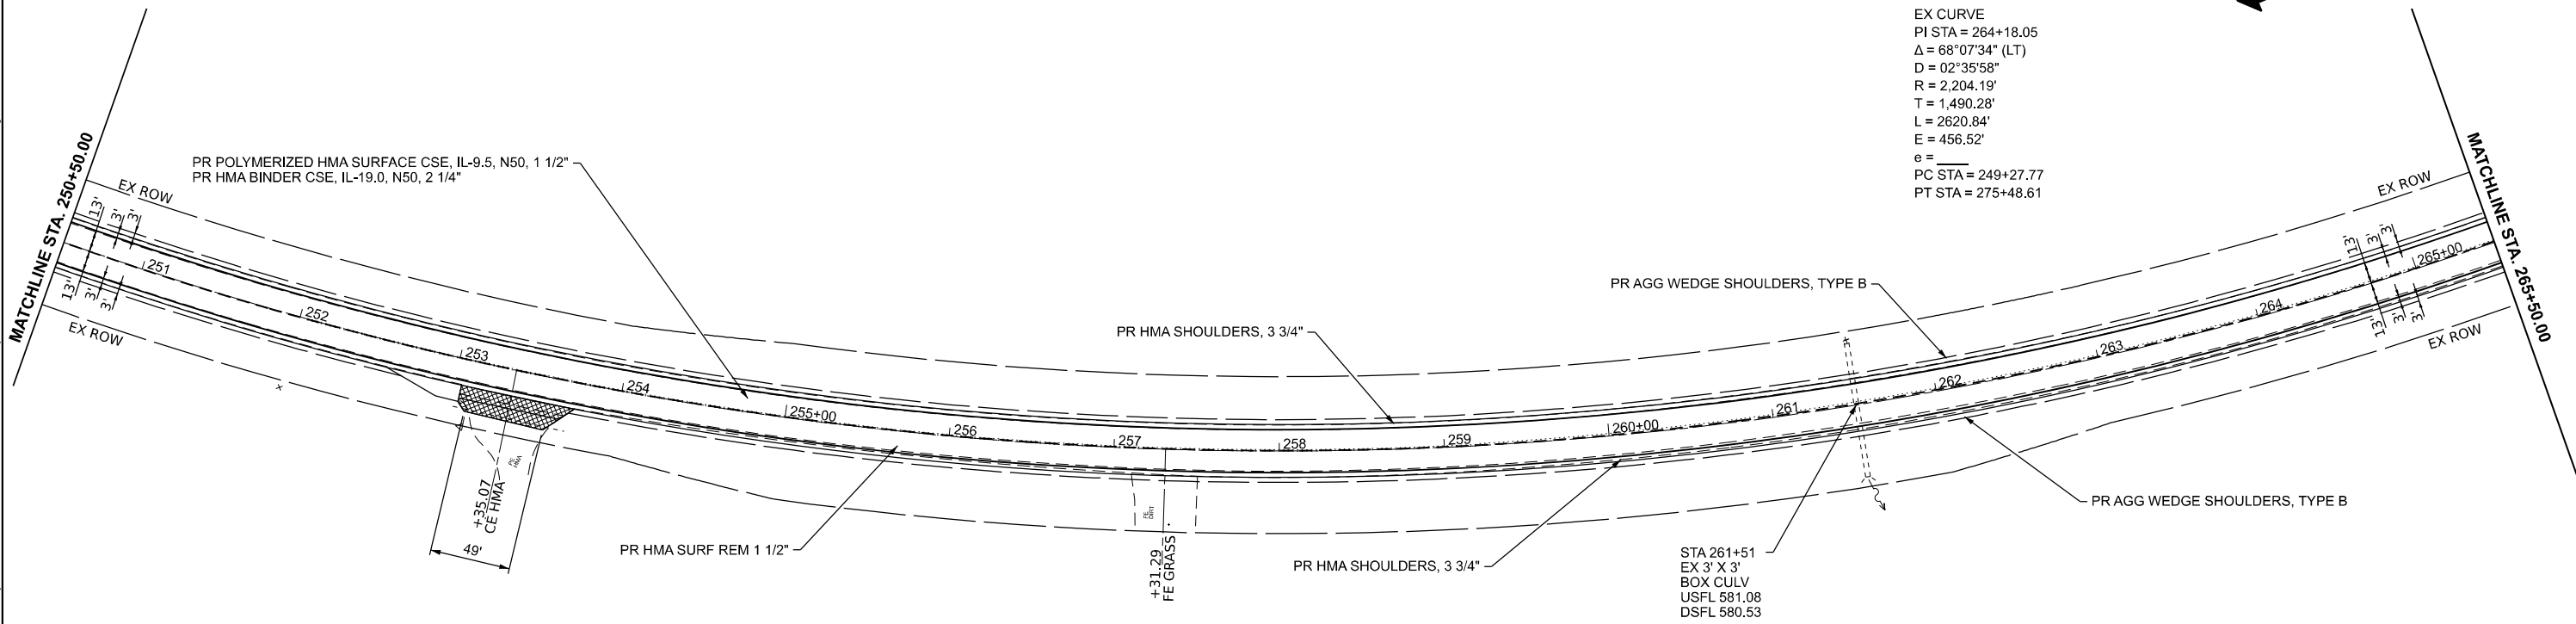 EX CURVE
PI STA = 264+18.05
Δ = 68°07'34" (LT)
D = 02°35'58"
R = 2,204.19'
T = 1,490.28'
L = 2620.84'
E = 456.52'
e = ____
PC STA = 249+27.77
PT STA = 275+48.61
MATCHLINE STA. 250+50.00
MATCHLINE STA. 265+50.00
PR POLYMERIZED HMA SURFACE CSE, IL-9.5, N50, 1 1/2"
PR HMA BINDER CSE, IL-19.0, N50, 2 1/4"
EX ROW
EX ROW
13'
3'
3'
13'
3'
3'
EX ROW
EX ROW
13'
3'
3'
13'
3'
3'
251
252
253
254
255+00
256
257
258
259
260+00
261
262
263
264
265+00
PR AGG WEDGE SHOULDERS, TYPE B
PR HMA SHOULDERS, 3 3/4"
PE
HMA
+35.07
CE HMA
49'
PR HMA SURF REM 1 1/2"
FE
DIRT
+31.29
FE GRASS
PR HMA SHOULDERS, 3 3/4"
STA 261+51
EX 3' X 3'
BOX CULV
USFL 581.08
DSFL 580.53
PR AGG WEDGE SHOULDERS, TYPE B